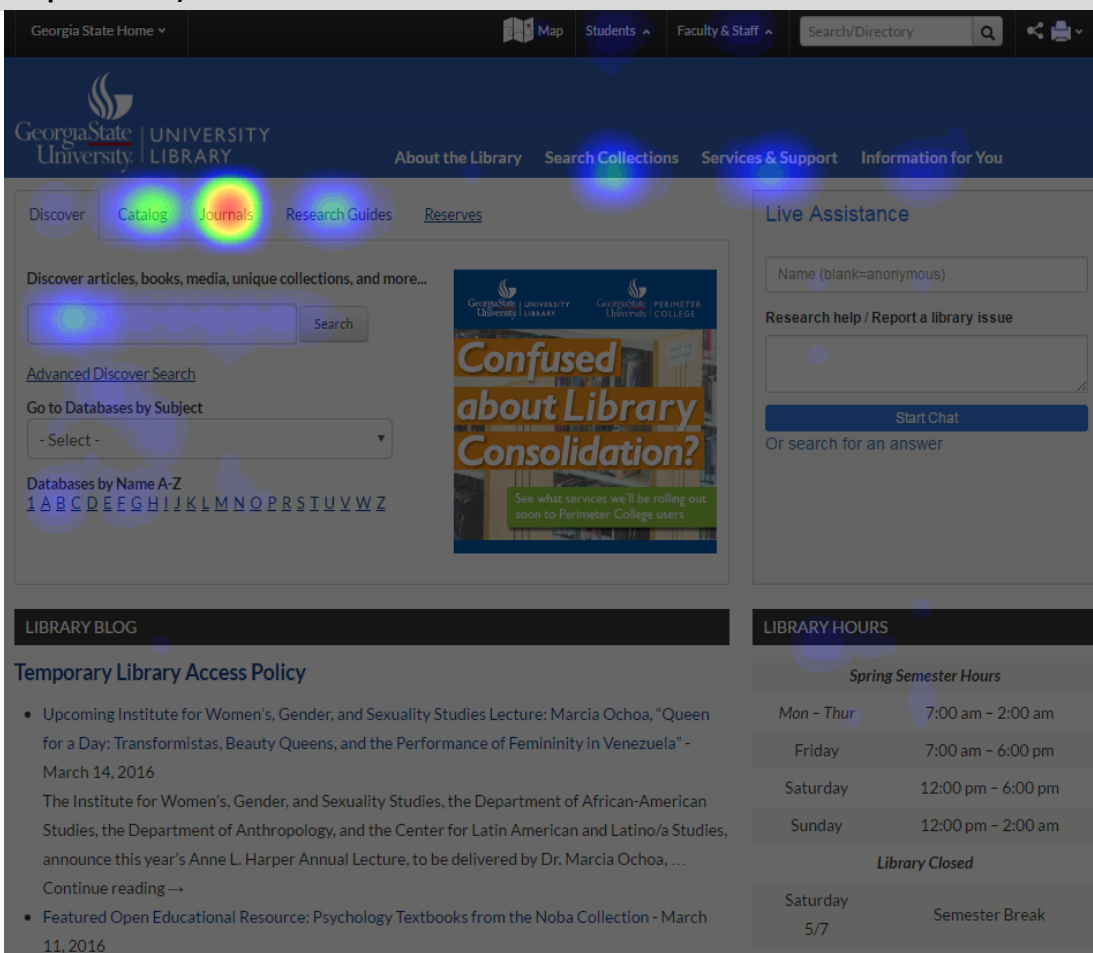 Georgia State Home
Map
Students
Faculty & Staff
Search/Directory
GeorgiaState University
UNIVERSITY LIBRARY
About the Library
Search Collections
Services & Support
Information for You
Discover
Catalog
Journals
Research Guides
Reserves
Discover articles, books, media, unique collections, and more...
Search
Advanced Discover Search
Go to Databases by Subject
- Select -
Databases by Name A-Z
1 A B C D E F G H I J K L M N O P R S T U V W Z
GeorgiaState University
UNIVERSITY LIBRARY
GeorgiaState University
PERIMETER COLLEGE
Confused
about Library
Consolidation?
See what services we'll be rolling out
soon to Perimeter College users
Live Assistance
Name (blank=anonymous)
Research help / Report a library issue
Start Chat
Or search for an answer
LIBRARY BLOG
Temporary Library Access Policy
• Upcoming Institute for Women's, Gender, and Sexuality Studies Lecture: Marcia Ochoa, "Queen
for a Day: Transformistas, Beauty Queens, and the Performance of Femininity in Venezuela" -
March 14, 2016
The Institute for Women's, Gender, and Sexuality Studies, the Department of African-American
Studies, the Department of Anthropology, and the Center for Latin American and Latino/a Studies,
announce this year's Anne L. Harper Annual Lecture, to be delivered by Dr. Marcia Ochoa, …
Continue reading →
• Featured Open Educational Resource: Psychology Textbooks from the Noba Collection - March
11, 2016
LIBRARY HOURS
Spring Semester Hours
Mon – Thur 7:00 am – 2:00 am
Friday 7:00 am – 6:00 pm
Saturday 12:00 pm – 6:00 pm
Sunday 12:00 pm – 2:00 am
Library Closed
Saturday
5/7 Semester Break